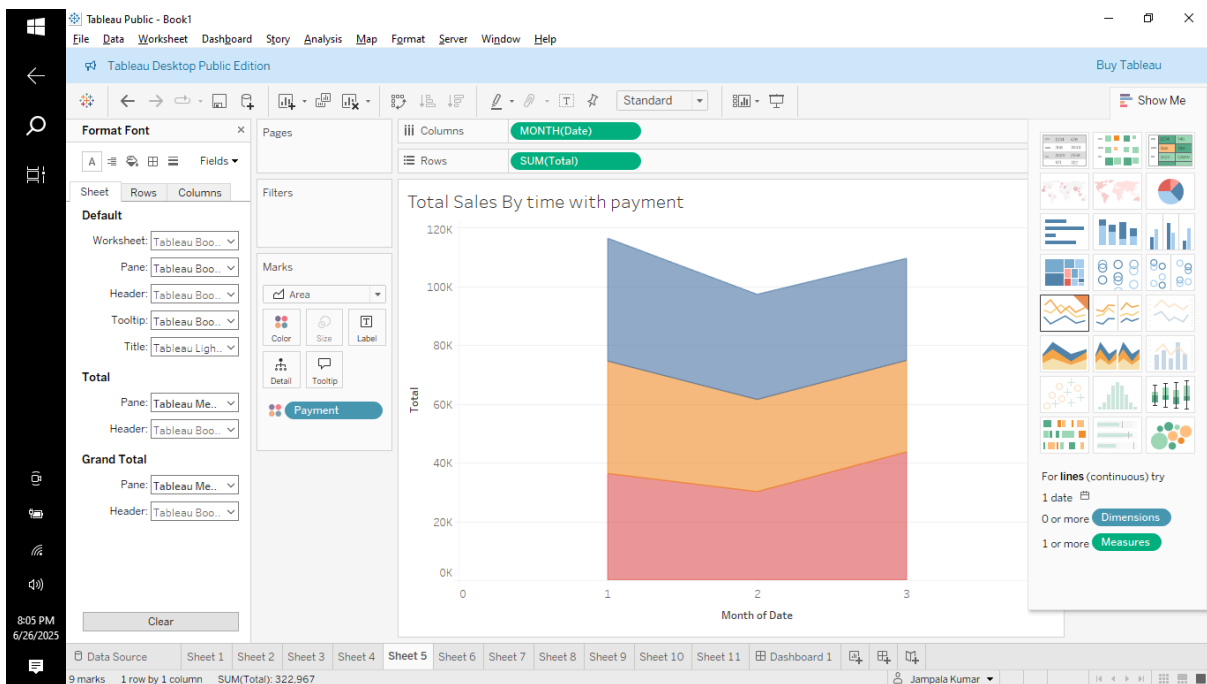 Tableau Public - Book1
File Data Worksheet Dashboard Story Analysis Map Format Server Window Help
Tableau Desktop Public Edition
Buy Tableau
Standard
Show Me
Format Font
Fields
Sheet Rows Columns
Default
Worksheet: Tableau Boo..
Pane: Tableau Boo..
Header: Tableau Boo..
Tooltip: Tableau Boo..
Title: Tableau Ligh..
Total
Pane: Tableau Me..
Header: Tableau Boo..
Grand Total
Pane: Tableau Me..
Header: Tableau Boo..
Clear
Pages
Filters
Marks
Area
Color Size Label
Detail Tooltip
Payment
Columns MONTH(Date)
Rows SUM(Total)
Total Sales By time with payment
120K
100K
80K
60K
40K
20K
0K
Total
0 1 2 3
Month of Date
For lines (continuous) try
1 date
0 or more Dimensions
1 or more Measures
8:05 PM
6/26/2025
Data Source Sheet 1 Sheet 2 Sheet 3 Sheet 4 Sheet 5 Sheet 6 Sheet 7 Sheet 8 Sheet 9 Sheet 10 Sheet 11 Dashboard 1
9 marks 1 row by 1 column SUM(Total): 322,967
Jampala Kumar